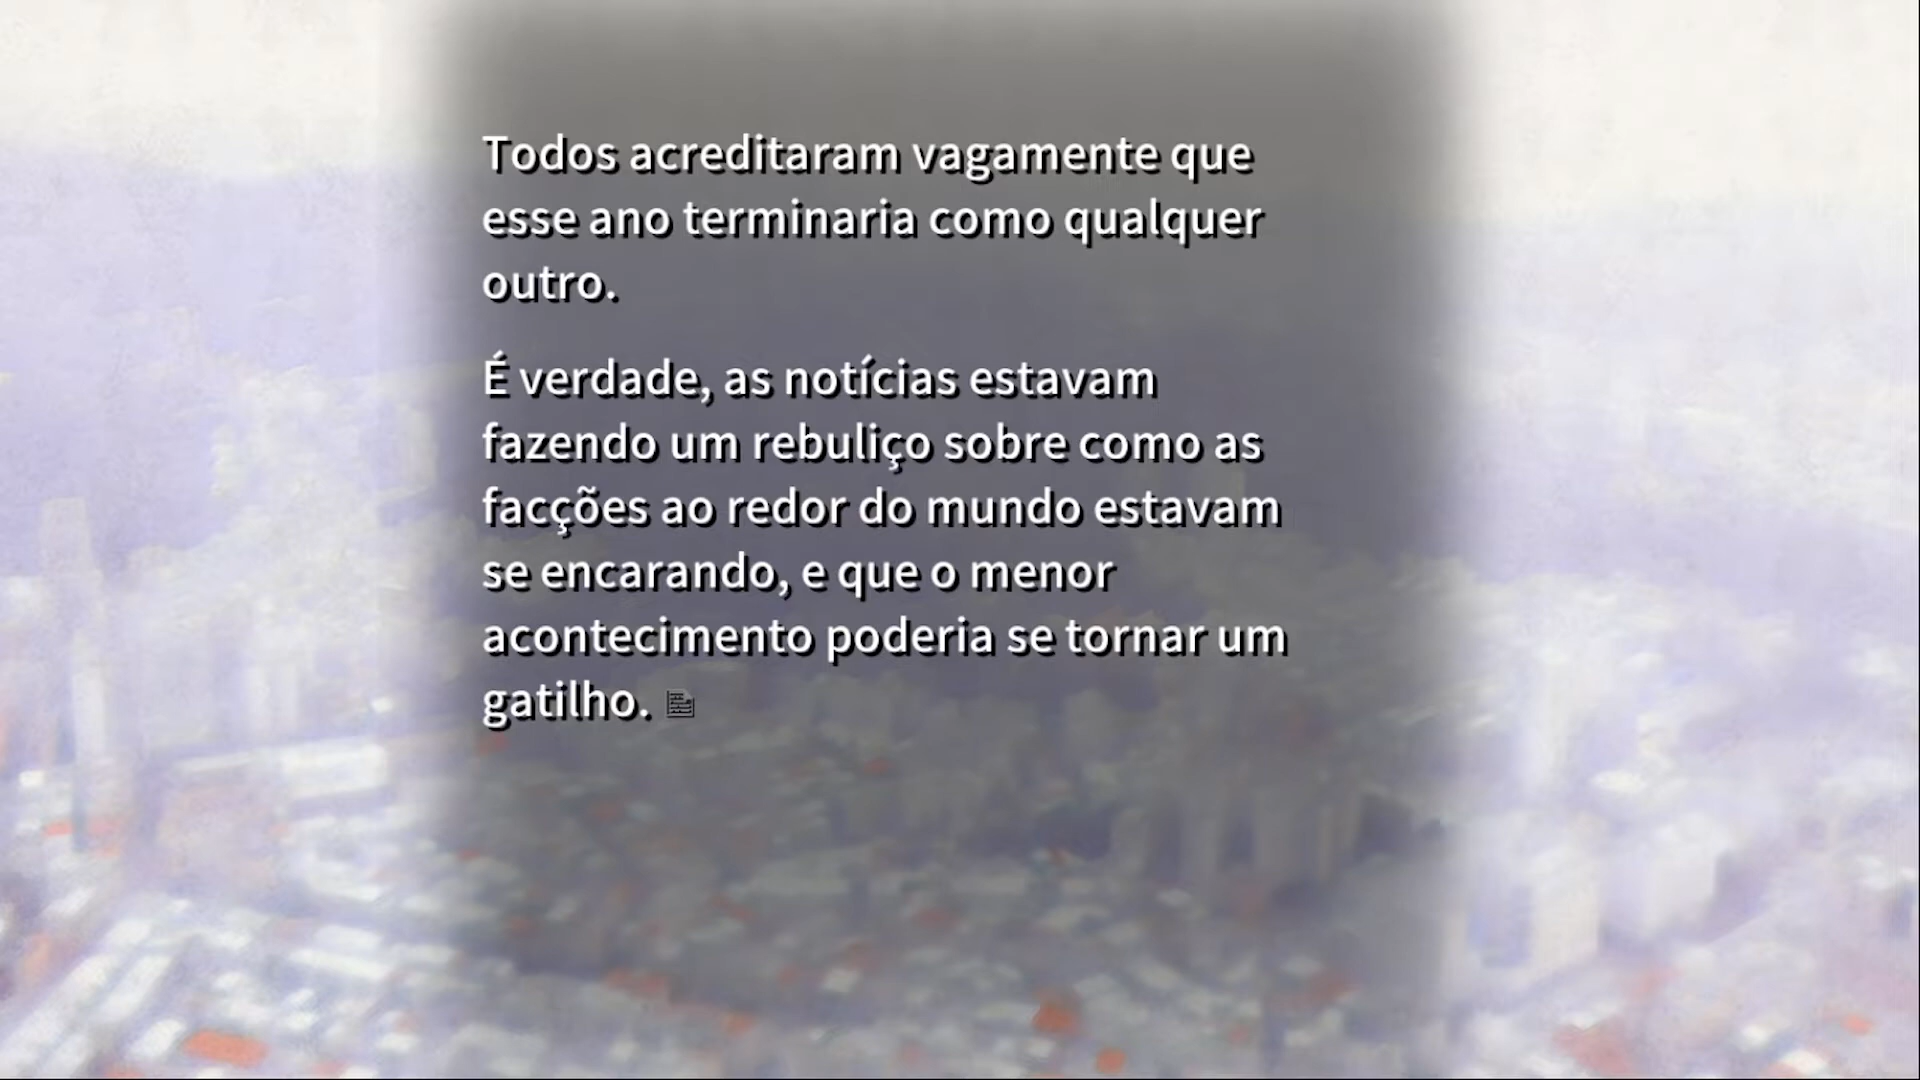 Todos acreditaram vagamente que
esse ano terminaria como qualquer
outro.
É verdade, as notícias estavam
fazendo um rebuliço sobre como as
facções ao redor do mundo estavam
se encarando, e que o menor
acontecimento poderia se tornar um
gatilho.